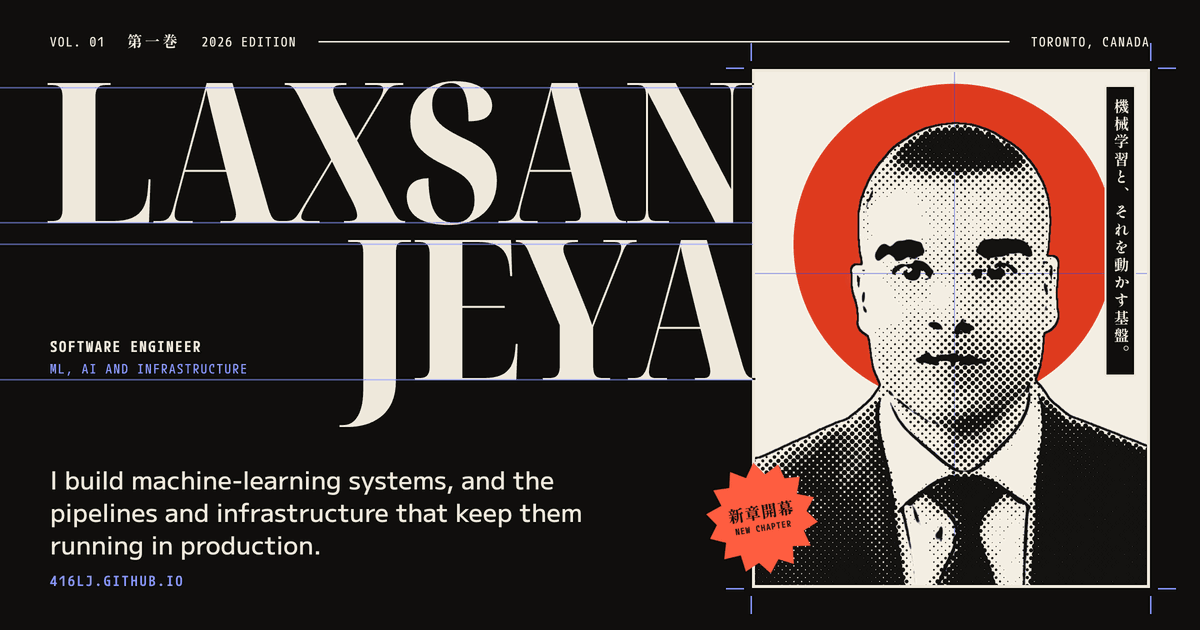 VOL. 01 第一巻 2026 EDITION TORONTO, CANADA
LAXSAN
JEYA
SOFTWARE ENGINEER
ML, AI AND INFRASTRUCTURE
I build machine-learning systems, and the
pipelines and infrastructure that keep them
running in production.
416LJ.GITHUB.IO
機械学習と、それを動かす基盤。
新章開幕
NEW CHAPTER